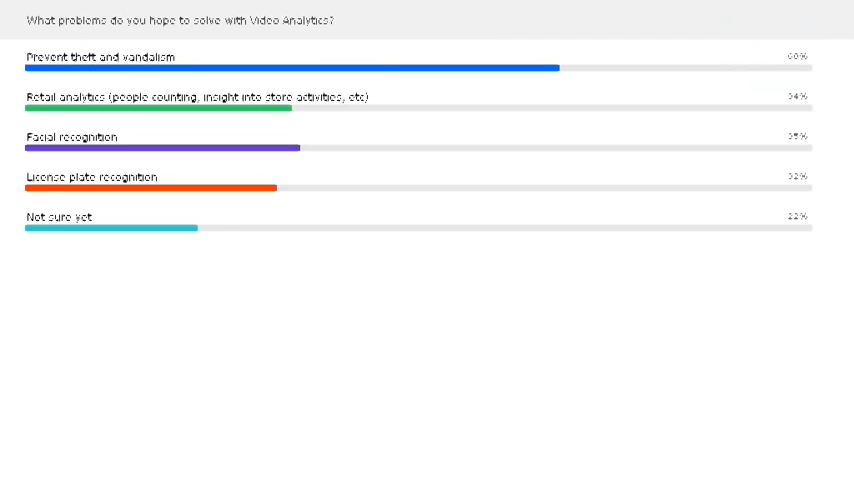 What problems do you hope to solve with Video Analytics?
Prevent theft and vandalism 68%
Retail analytics (people counting, insight into store activities, etc) 34%
Facial recognition 35%
License plate recognition 32%
Not sure yet 22%